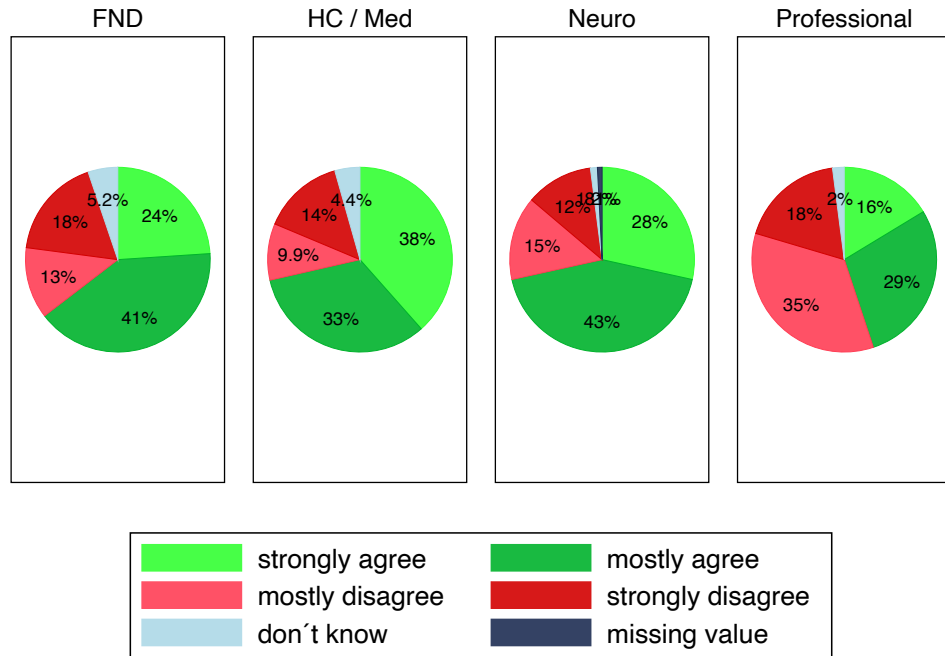 FND HC / Med Neuro Professional
5.2% 24% 18% 13% 41%
4.4% 38% 14% 9.9% 33%
28% 12% 15% 43%
2% 16% 18% 29% 35%
strongly agree mostly agree
mostly disagree strongly disagree
don´t know missing value